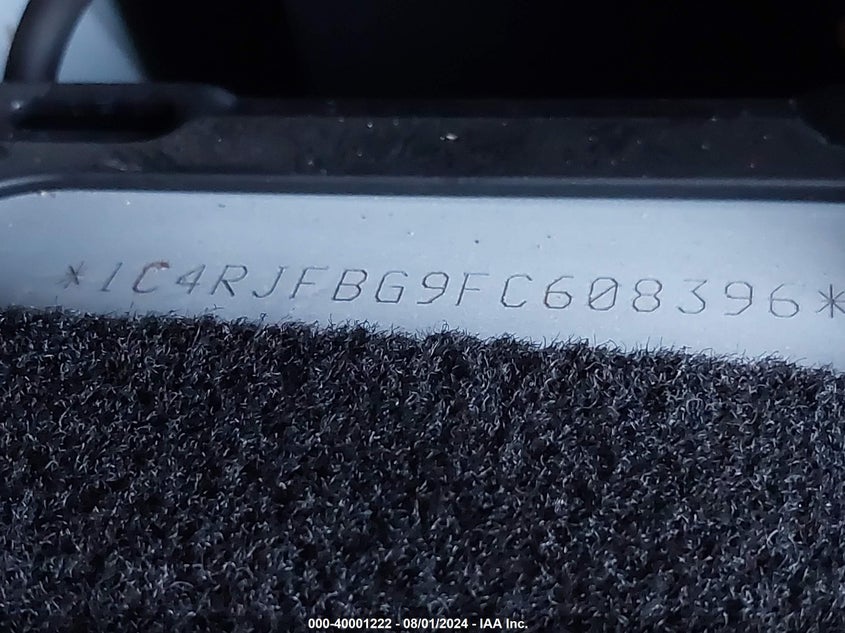 *1C4RJFBG9FC608396*
000-40001222 - 08/01/2024 - IAA Inc.